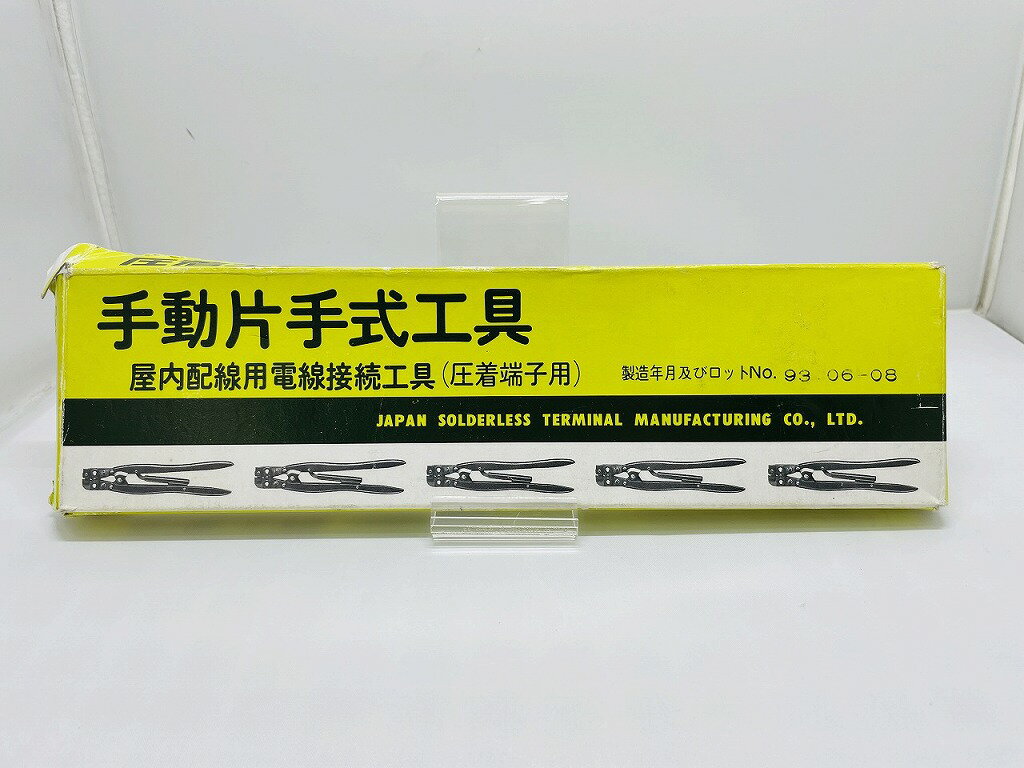 手動片手式工具
屋内配線用電線接続工具(圧着端子用)
製造年月及びロットNo. 93.06-08
JAPAN SOLDERLESS TERMINAL MANUFACTURING CO., LTD.